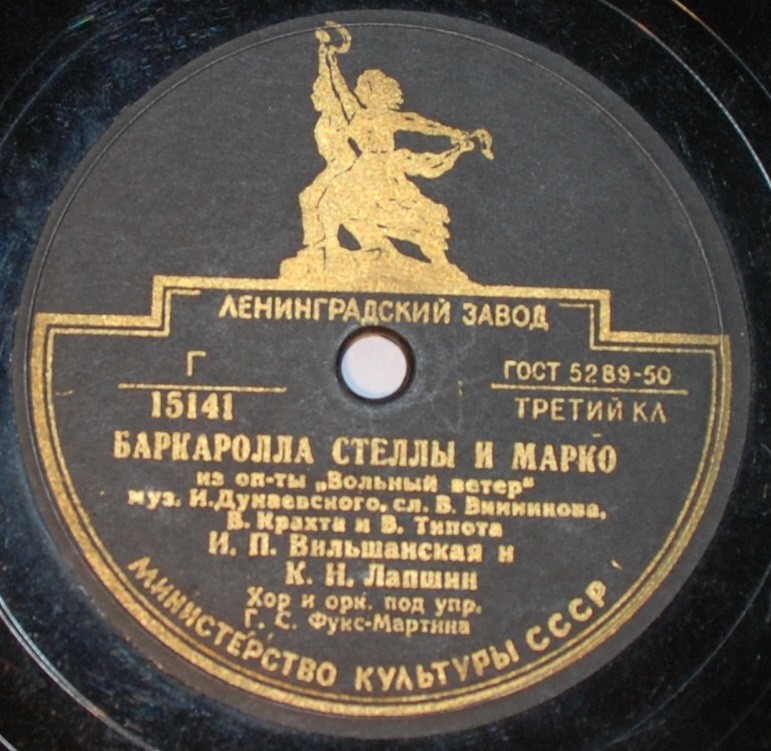 ЛЕНИНГРАДСКИЙ ЗАВОД
Г
15141
ГОСТ 5289-50
ТРЕТИЙ КЛ
БАРКАРОЛЛА СТЕЛЛЫ И МАРКО
из оп-ты „Вольный ветер"
муз. И.Дунаевского, сл. В. Винникова,
В. Крахта и В. Типота
И. П. Вильшанская и
К. Н. Лапшин
Хор и орк. под упр.
Г. С. Фукс-Мартина
МИНИСТЕРСТВО КУЛЬТУРЫ СССР